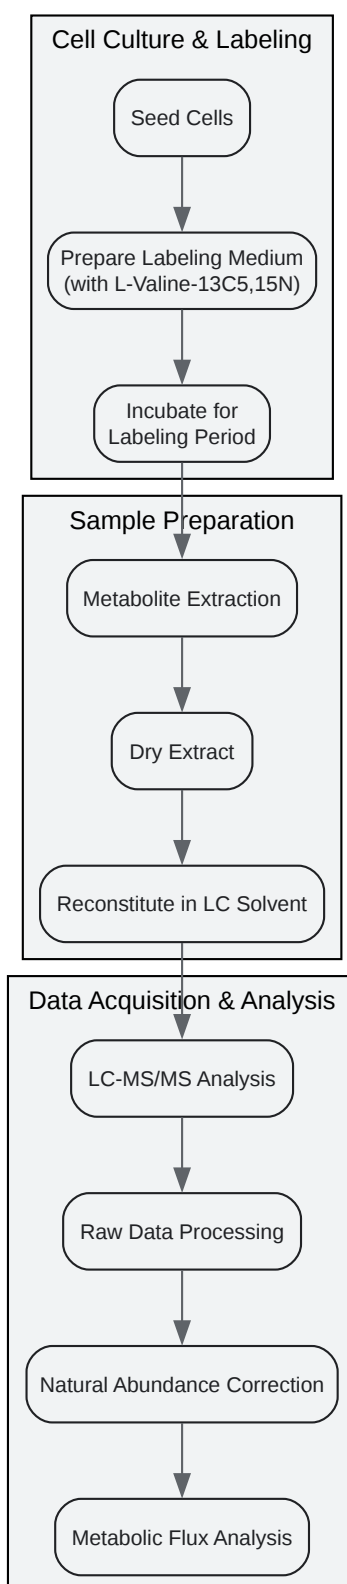 Cell Culture & Labeling
Seed Cells
Prepare Labeling Medium
(with L-Valine-13C5,15N)
Incubate for
Labeling Period
Sample Preparation
Metabolite Extraction
Dry Extract
Reconstitute in LC Solvent
Data Acquisition & Analysis
LC-MS/MS Analysis
Raw Data Processing
Natural Abundance Correction
Metabolic Flux Analysis